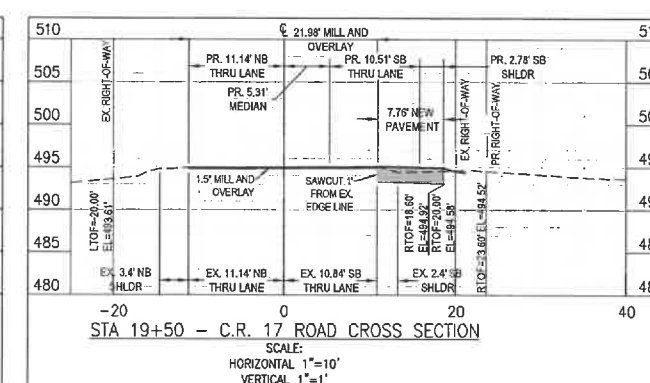 510
℄ 21.98' MILL AND
OVERLAY
PR. 11.14' NB
THRU LANE
PR. 10.51' SB
THRU LANE
PR. 2.78' SB
SHLDR
505
EX. RIGHT-OF-WAY
PR. 5.31'
MEDIAN
7.76' NEW
PAVEMENT
EX. RIGHT-OF-WAY
PR. RIGHT-OF-WAY
500
495
1.5" MILL AND
OVERLAY
SAWCUT 1'
FROM EX.
EDGE LINE
490
LTOF=-20.00'
EL=493.61'
RTOF=18.60'
EL=494.92'
RTOF=20.00'
EL=494.58'
RTOF=23.60' EL=494.52'
485
EX. 3.4' NB
SHLDR
EX. 11.14' NB
THRU LANE
EX. 10.84' SB
THRU LANE
EX. 2.4' SB
SHLDR
480
-20
0
20
40
STA 19+50 - C.R. 17 ROAD CROSS SECTION
SCALE:
HORIZONTAL 1"=10'
VERTICAL 1"=1'